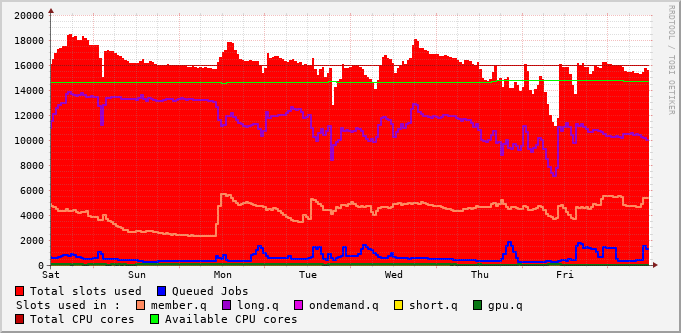 20000
18000
16000
14000
12000
10000
8000
6000
4000
2000
0
Sat Sun Mon Tue Wed Thu Fri
RRDTOOL / TOBI OETIKER
Total slots used Queued Jobs
Slots used in : member.q long.q ondemand.q short.q gpu.q
Total CPU cores Available CPU cores